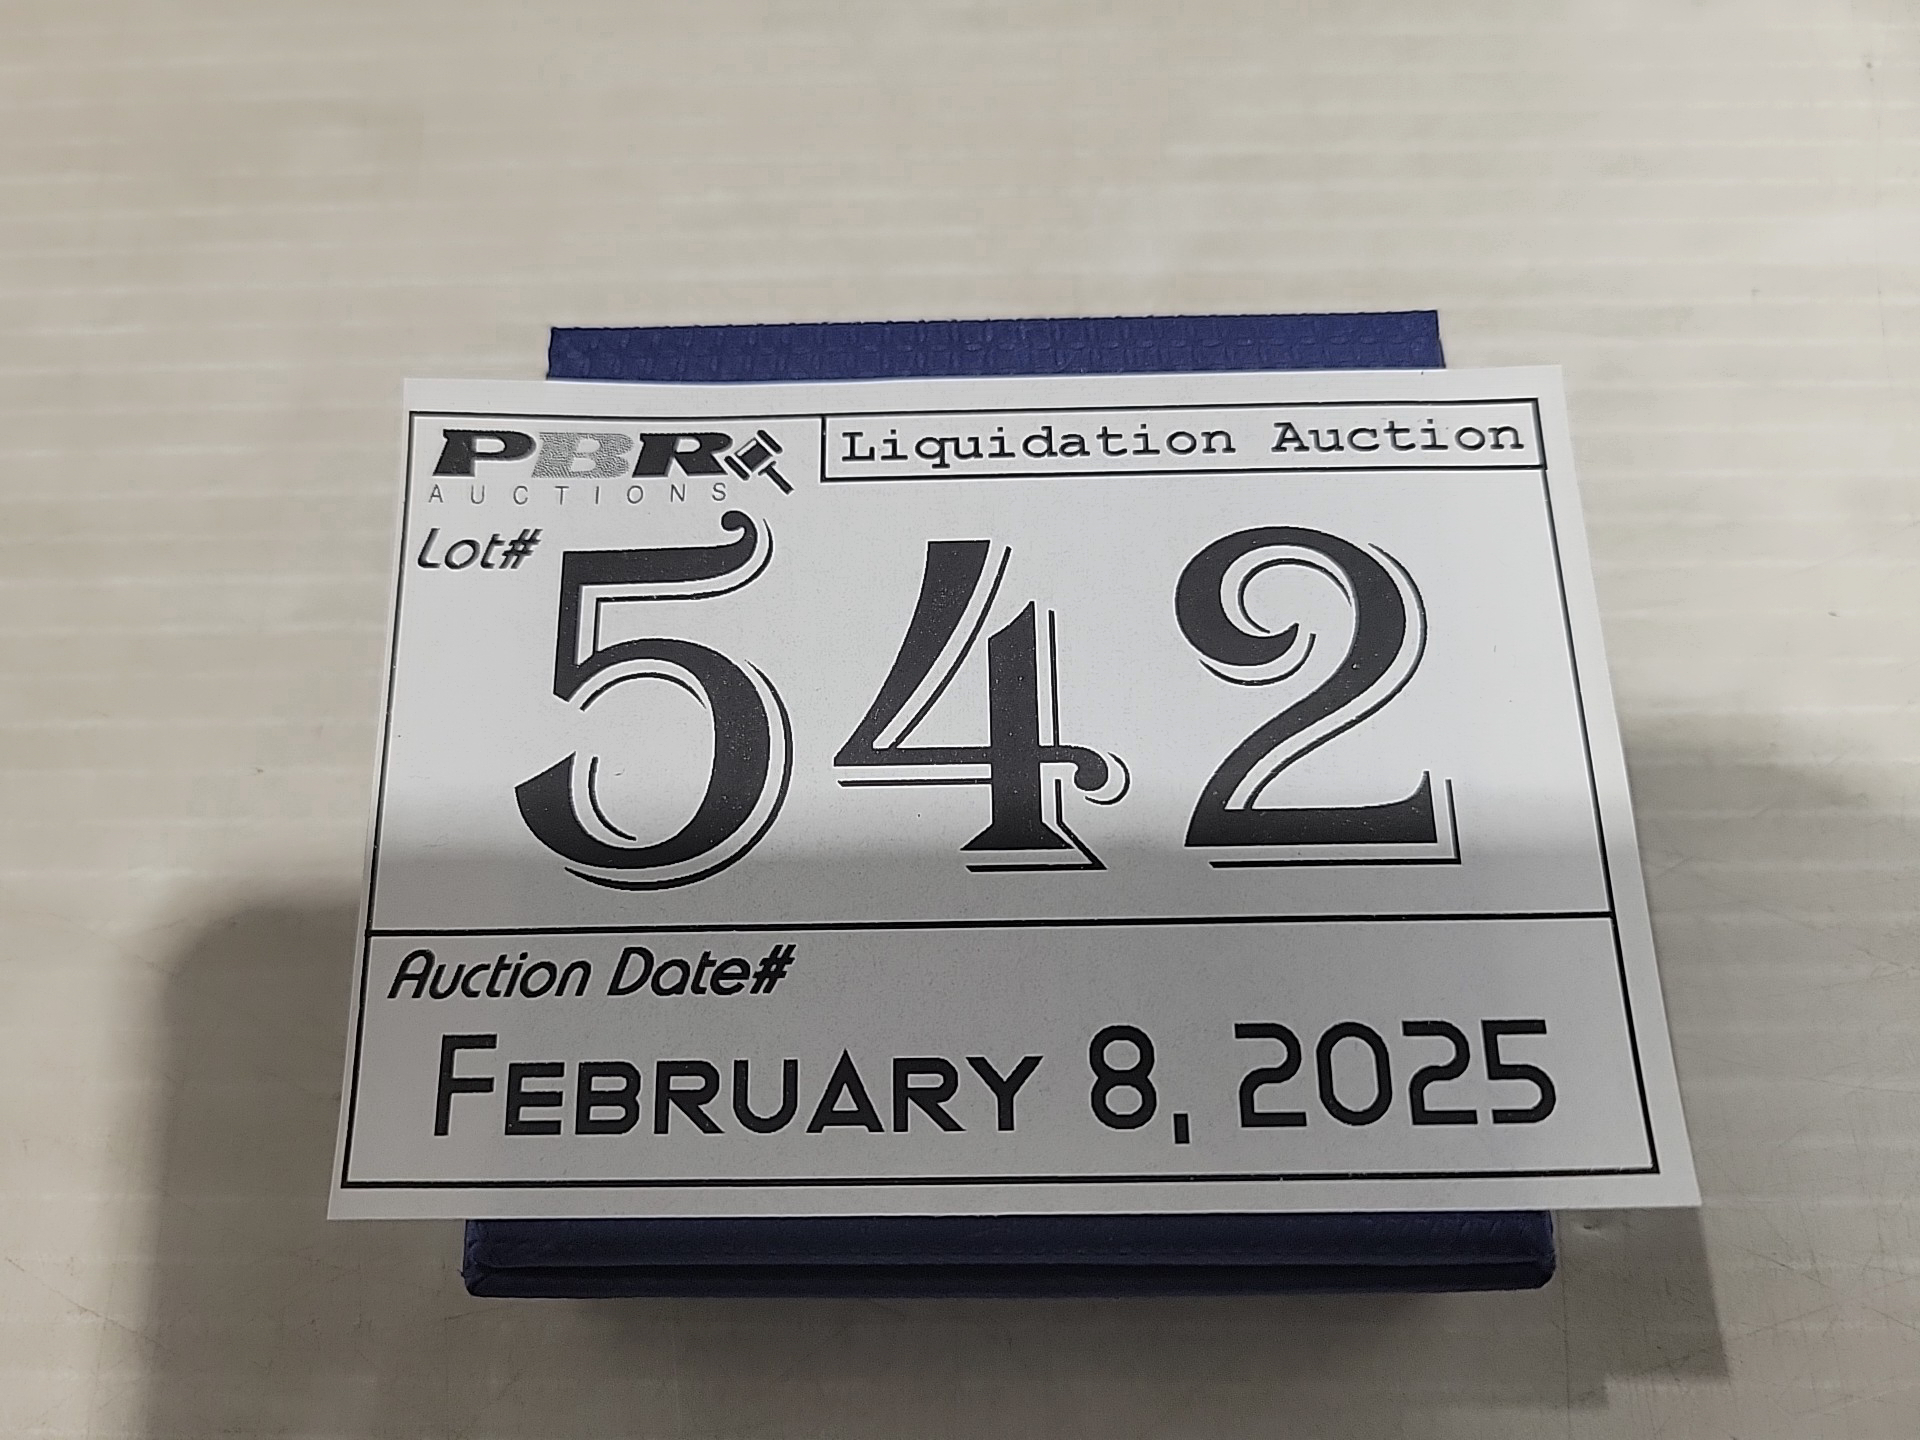 PBR
AUCTIONS
Liquidation Auction
Lot#
542
Auction Date#
February 8, 2025